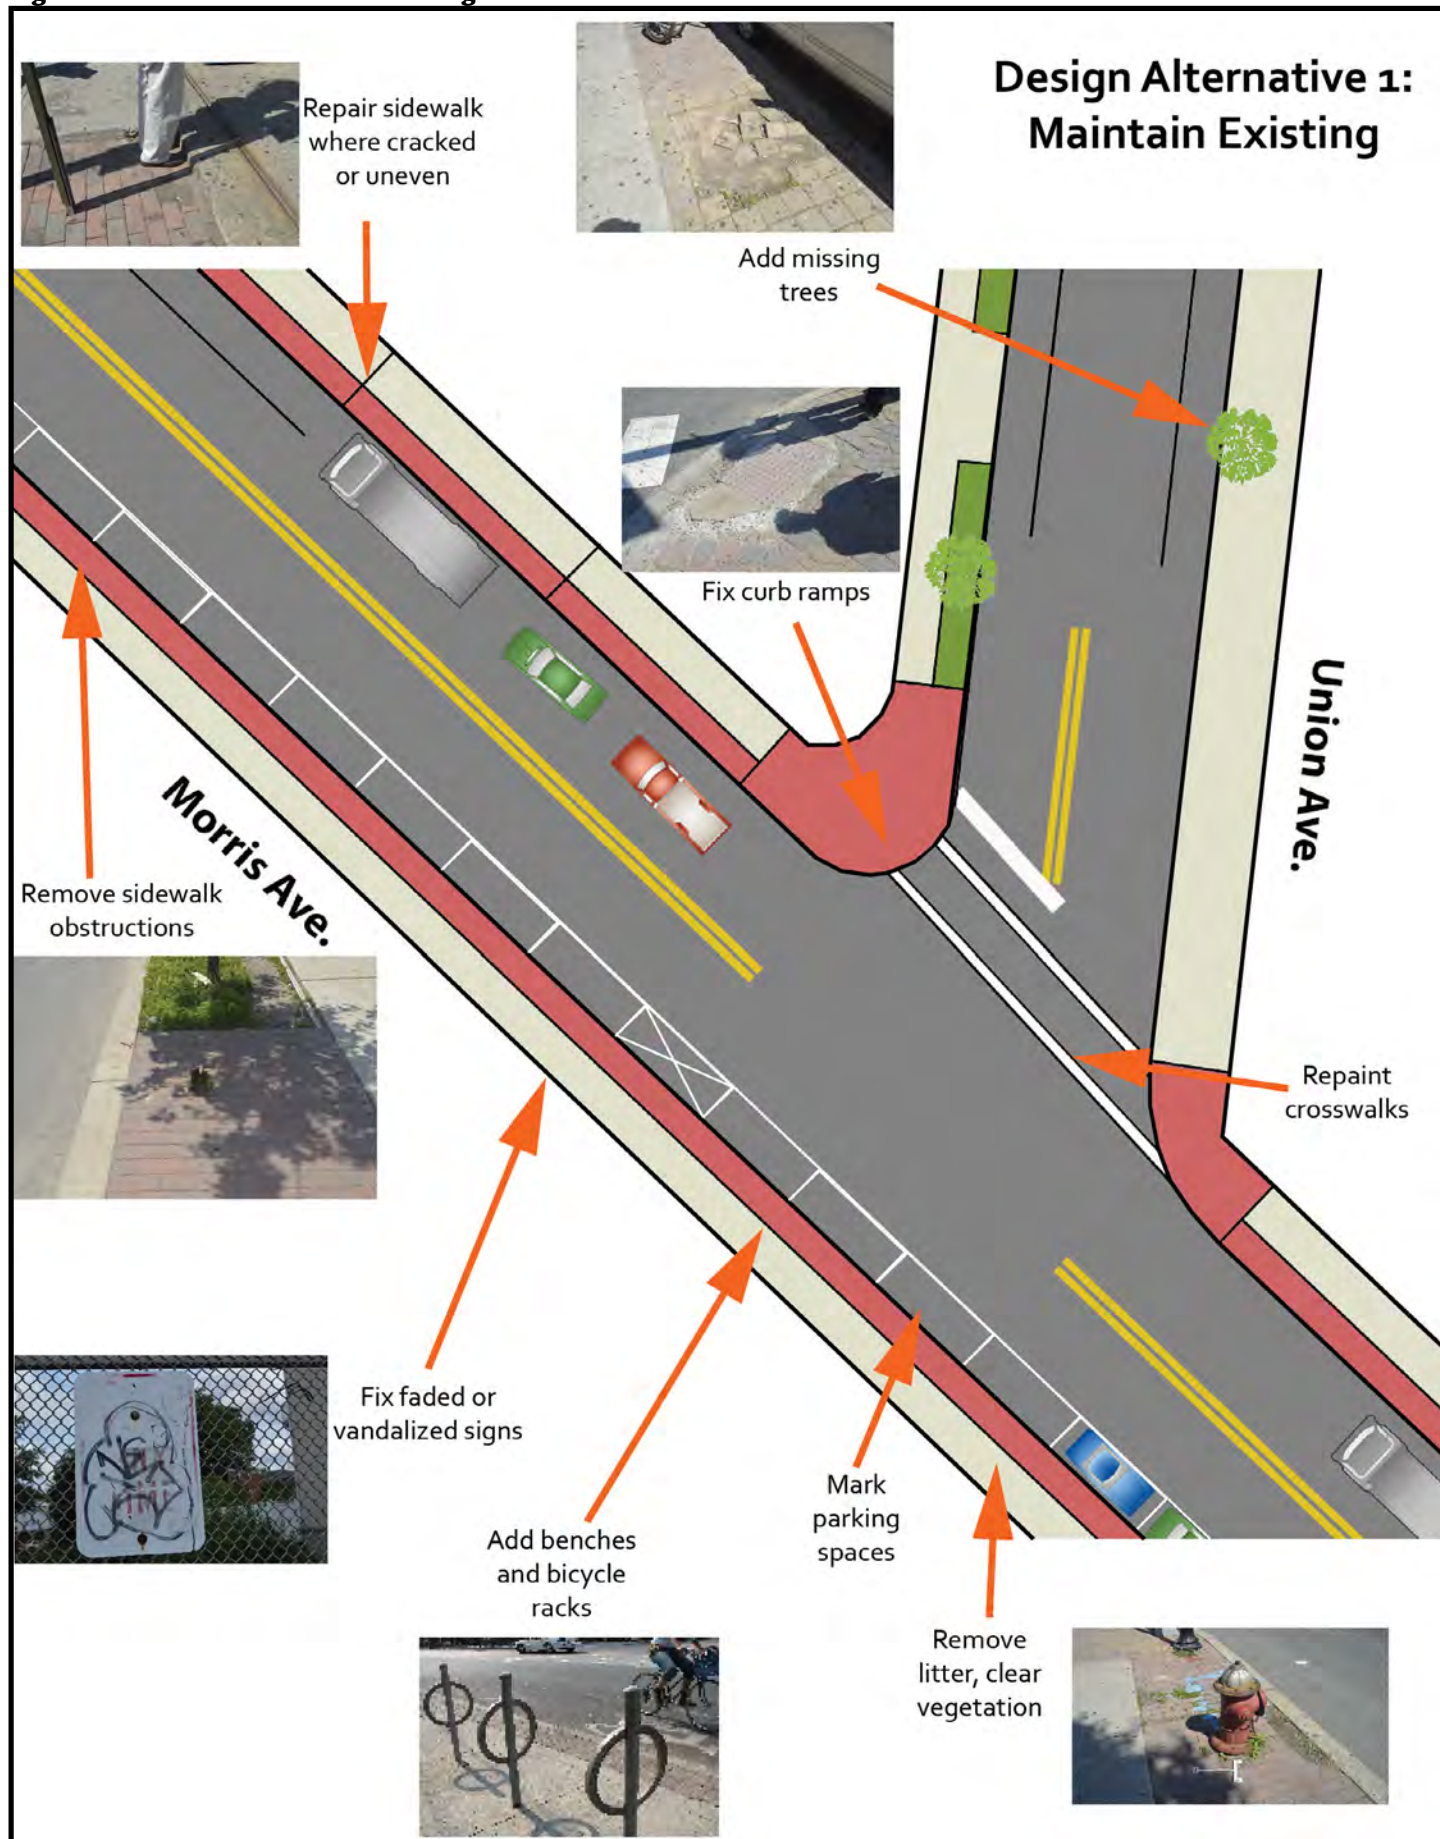 Design Alternative 1:
Maintain Existing
Repair sidewalk
where cracked
or uneven
Add missing
trees
Fix curb ramps
Union Ave.
Morris Ave.
Remove sidewalk
obstructions
Repaint
crosswalks
Fix faded or
vandalized signs
Add benches
and bicycle
racks
Mark
parking
spaces
Remove
litter, clear
vegetation